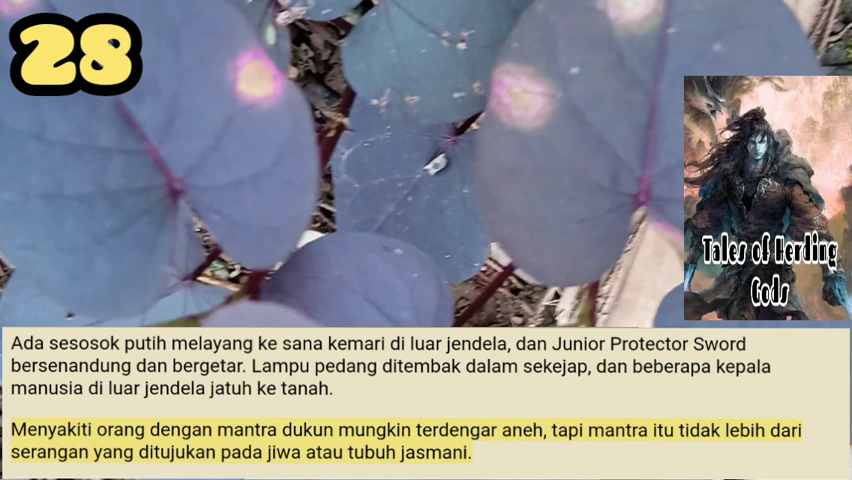 28
Tales of Herding
Gods
Ada sesosok putih melayang ke sana kemari di luar jendela, dan Junior Protector Sword
bersenandung dan bergetar. Lampu pedang ditembak dalam sekejap, dan beberapa kepala
manusia di luar jendela jatuh ke tanah.
Menyakiti orang dengan mantra dukun mungkin terdengar aneh, tapi mantra itu tidak lebih dari
serangan yang ditujukan pada jiwa atau tubuh jasmani.